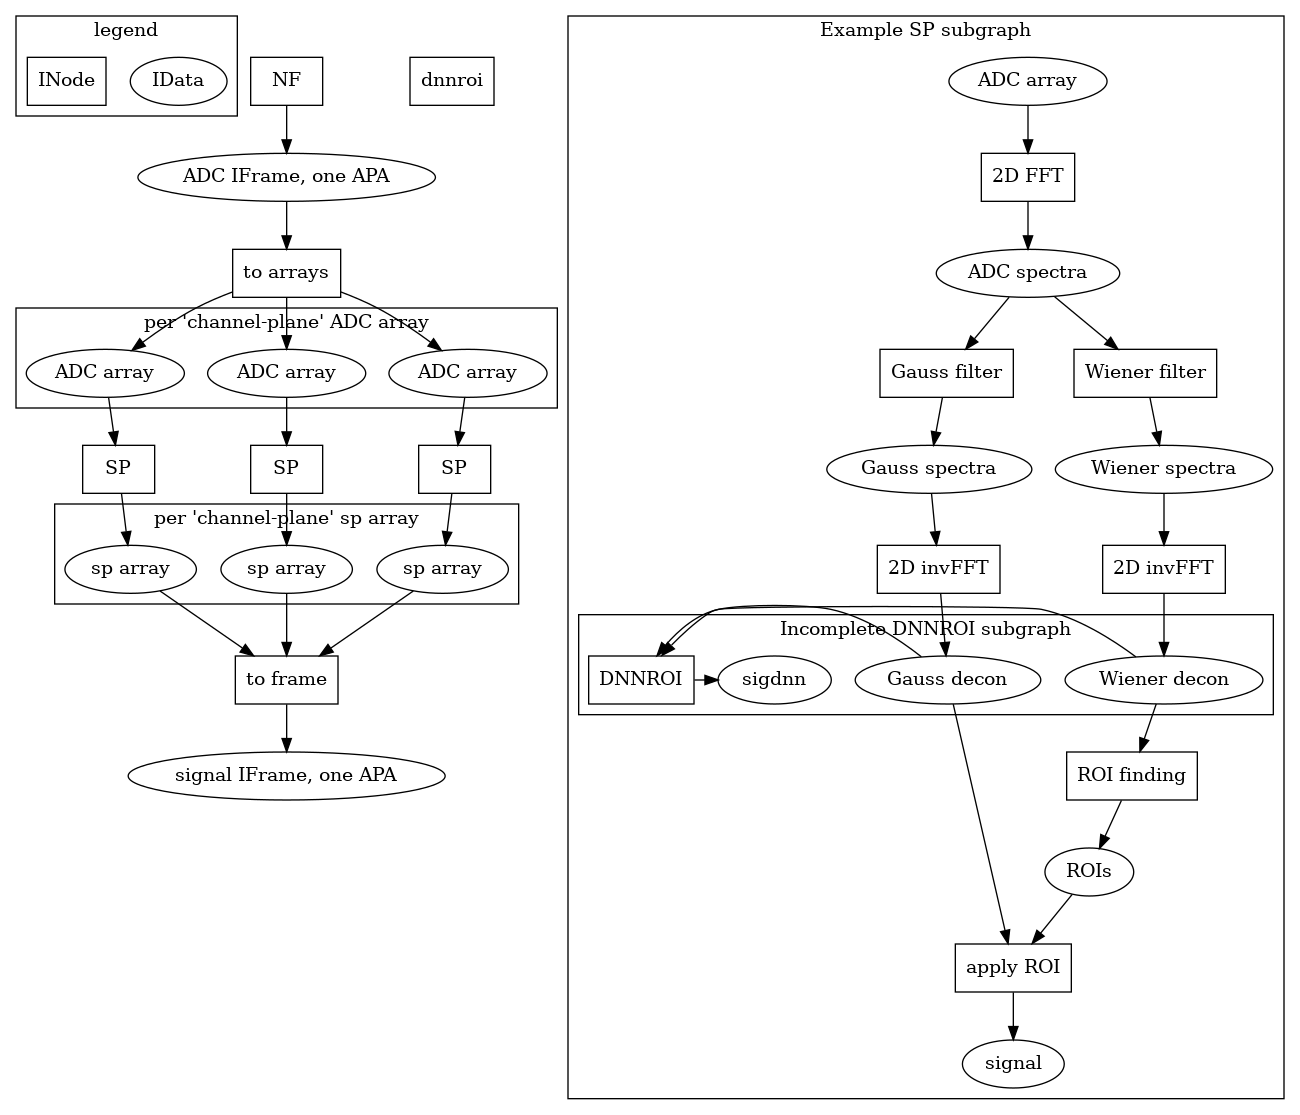 legend
INode
IData
NF
dnnroi
ADC IFrame, one APA
to arrays
per 'channel-plane' ADC array
ADC array
ADC array
ADC array
SP
SP
SP
per 'channel-plane' sp array
sp array
sp array
sp array
to frame
signal IFrame, one APA
Example SP subgraph
ADC array
2D FFT
ADC spectra
Gauss filter
Wiener filter
Gauss spectra
Wiener spectra
2D invFFT
2D invFFT
Incomplete DNNROI subgraph
DNNROI
sigdnn
Gauss decon
Wiener decon
ROI finding
ROIs
apply ROI
signal